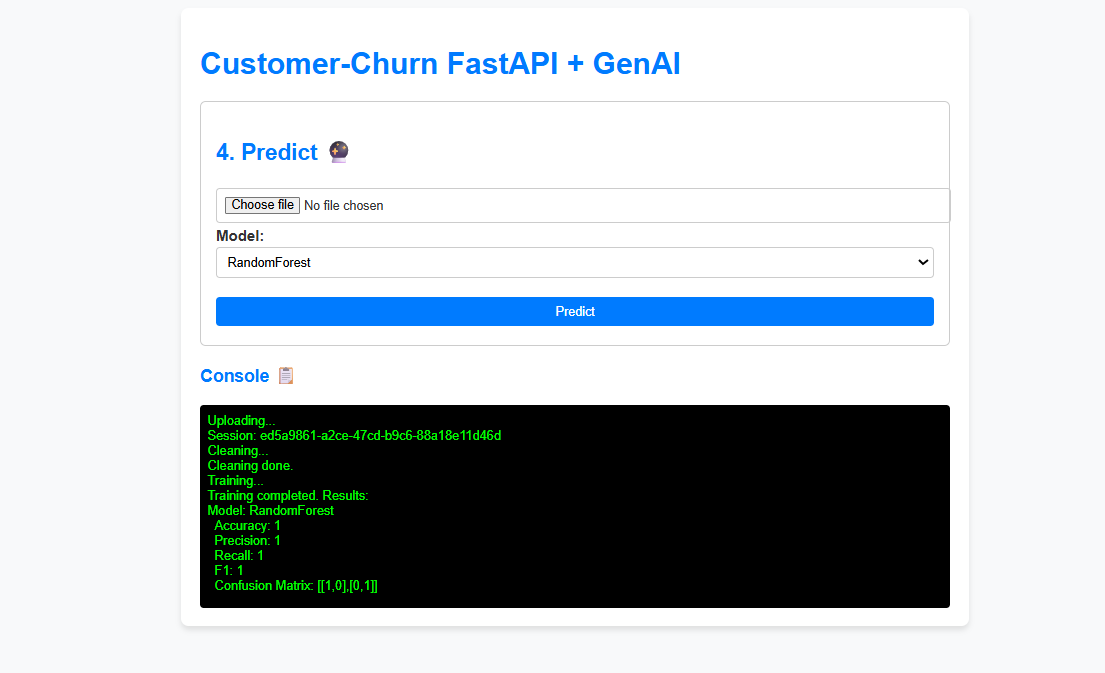 Customer-Churn FastAPI + GenAI
4. Predict 🔮
Choose file No file chosen
Model:
RandomForest
Predict
Console 📋
Uploading...
Session: ed5a9861-a2ce-47cd-b9c6-88a18e11d46d
Cleaning...
Cleaning done.
Training...
Training completed. Results:
Model: RandomForest
Accuracy: 1
Precision: 1
Recall: 1
F1: 1
Confusion Matrix: [[1,0],[0,1]]